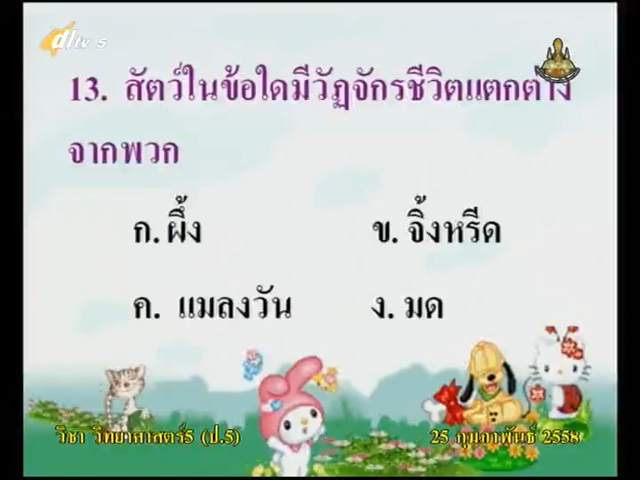 dltv 5
13. สัตว์ในข้อใดมีวัฏจักรชีวิตแตกต่าง
จากพวก
ก. ผึ้ง
ข. จิ้งหรีด
ค. แมลงวัน
ง. มด
วิชา วิทยาศาสตร์5 (ป.5)
25 กุมภาพันธ์ 2558